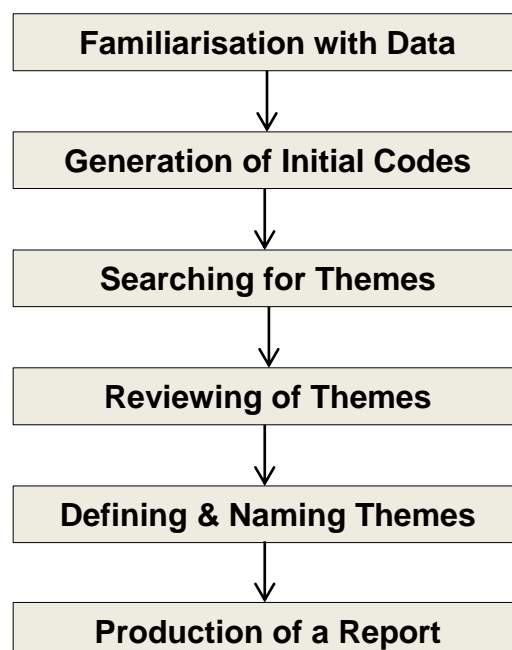 Familiarisation with Data
Generation of Initial Codes
Searching for Themes
Reviewing of Themes
Defining & Naming Themes
Production of a Report